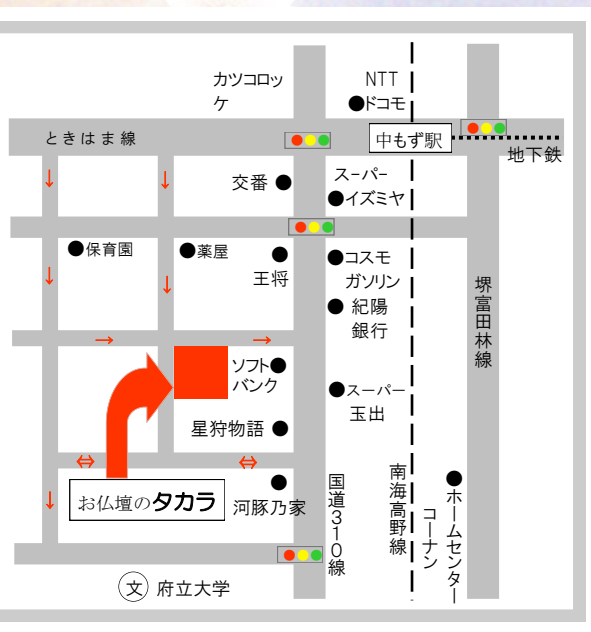 カツコロッ
ケ
NTT
ドコモ
ときはま線
中もず駅
地下鉄
交番
スーパー
イズミヤ
保育園
薬屋
王将
コスモ
ガソリン
紀陽
銀行
堺富田林線
ソフト
バンク
スーパー
玉出
星狩物語
お仏壇のタカラ
河豚乃家
国道310線
南海高野線
ホームセンター
コーナン
文 府立大学